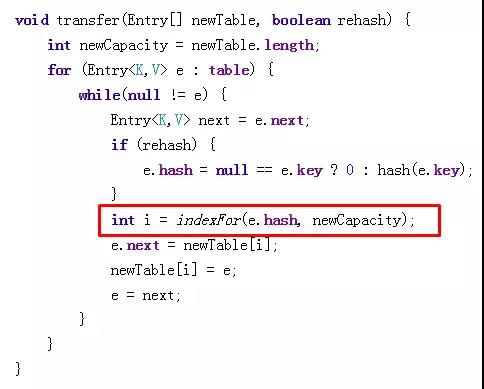 void transfer(Entry[] newTable, boolean rehash) {
    int newCapacity = newTable.length;
    for (Entry<K,V> e : table) {
        while(null != e) {
            Entry<K,V> next = e.next;
            if (rehash) {
                e.hash = null == e.key ? 0 : hash(e.key);
            }
            int i = indexFor(e.hash, newCapacity);
            e.next = newTable[i];
            newTable[i] = e;
            e = next;
        }
    }
}